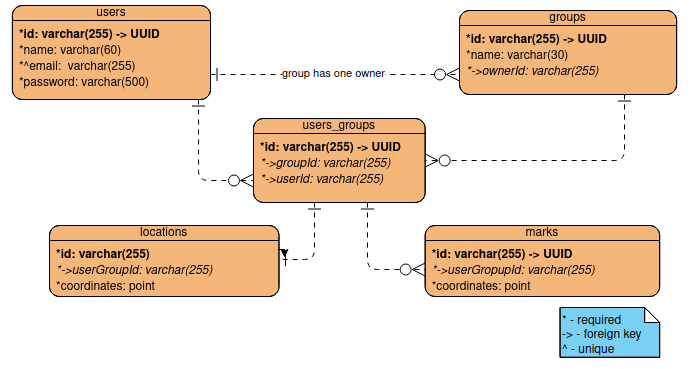 users
*id: varchar(255) -> UUID
*name: varchar(60)
*^email:  varchar(255)
*password: varchar(500)
group has one owner
groups
*id: varchar(255) -> UUID
*name: varchar(30)
*->ownerId: varchar(255)
users_groups
*id: varchar(255) -> UUID
*->groupId: varchar(255)
*->userId: varchar(255)
locations
*id: varchar(255)
*->userGroupId: varchar(255)
*coordinates: point
marks
*id: varchar(255) -> UUID
*->userGropupId: varchar(255)
*coordinates: point
* - required
-> - foreign key
^ - unique